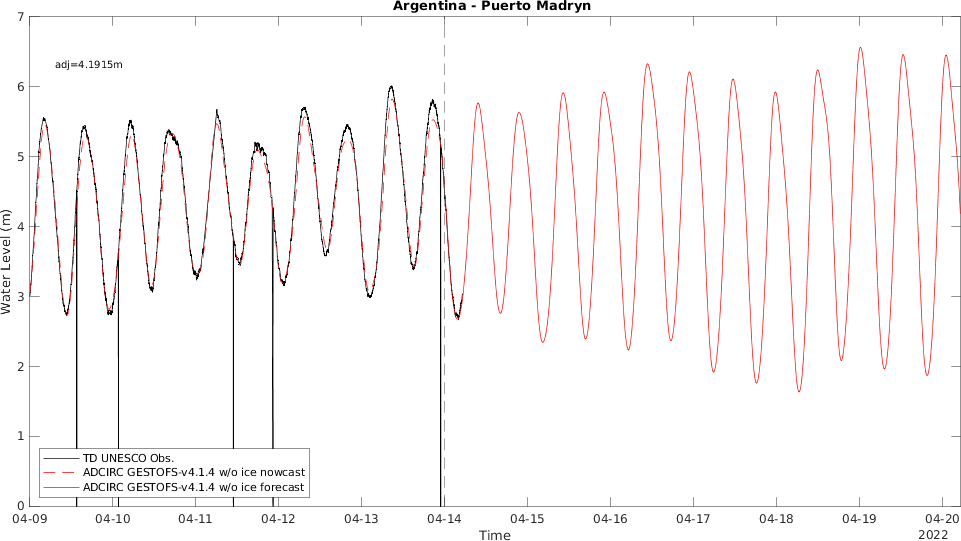 Argentina - Puerto Madryn
7
adj=4.1915m
6
5
4
3
2
1
0
Water Level (m)
TD UNESCO Obs.
ADCIRC GESTOFS-v4.1.4 w/o ice nowcast
ADCIRC GESTOFS-v4.1.4 w/o ice forecast
04-09 04-10 04-11 04-12 04-13 04-14 04-15 04-16 04-17 04-18 04-19 04-20
Time
2022